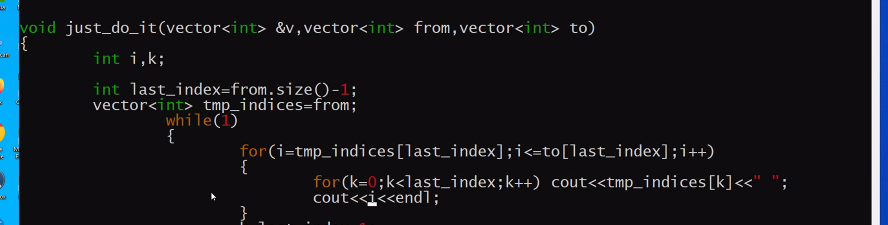 void just_do_it(vector<int> &v,vector<int> from,vector<int> to)
{
int i,k;
int last_index=from.size()-1;
vector<int> tmp_indices=from;
while(1)
{
for(i=tmp_indices[last_index];i<=to[last_index];i++)
{
for(k=0;k<last_index;k++) cout<<tmp_indices[k]<<" ";
cout<<i<<endl;
}